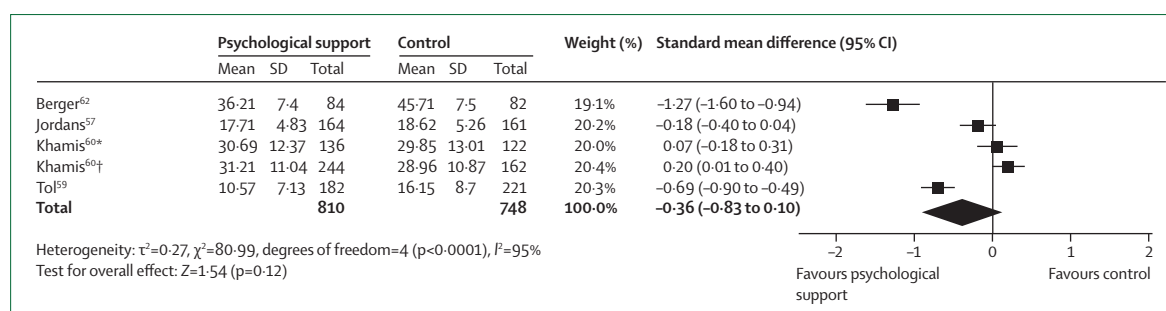 Psychological support Control Weight (%) Standard mean difference (95% CI)
Mean SD Total Mean SD Total
Berger⁶² 36·21 7·4 84 45·71 7·5 82 19·1% –1·27 (–1·60 to –0·94)
Jordans⁵⁷ 17·71 4·83 164 18·62 5·26 161 20·2% –0·18 (–0·40 to 0·04)
Khamis⁶⁰* 30·69 12·37 136 29·85 13·01 122 20·0% 0·07 (–0·18 to 0·31)
Khamis⁶⁰† 31·21 11·04 244 28·96 10·87 162 20·4% 0·20 (0·01 to 0·40)
Tol⁵⁹ 10·57 7·13 182 16·15 8·7 221 20·3% –0·69 (–0·90 to –0·49)
Total 810 748 100·0% –0·36 (–0·83 to 0·10)
Heterogeneity: τ²=0·27, χ²=80·99, degrees of freedom=4 (p<0·0001), I²=95%
Test for overall effect: Z=1·54 (p=0·12)
–2 –1 0 1 2
Favours psychological Favours control
support